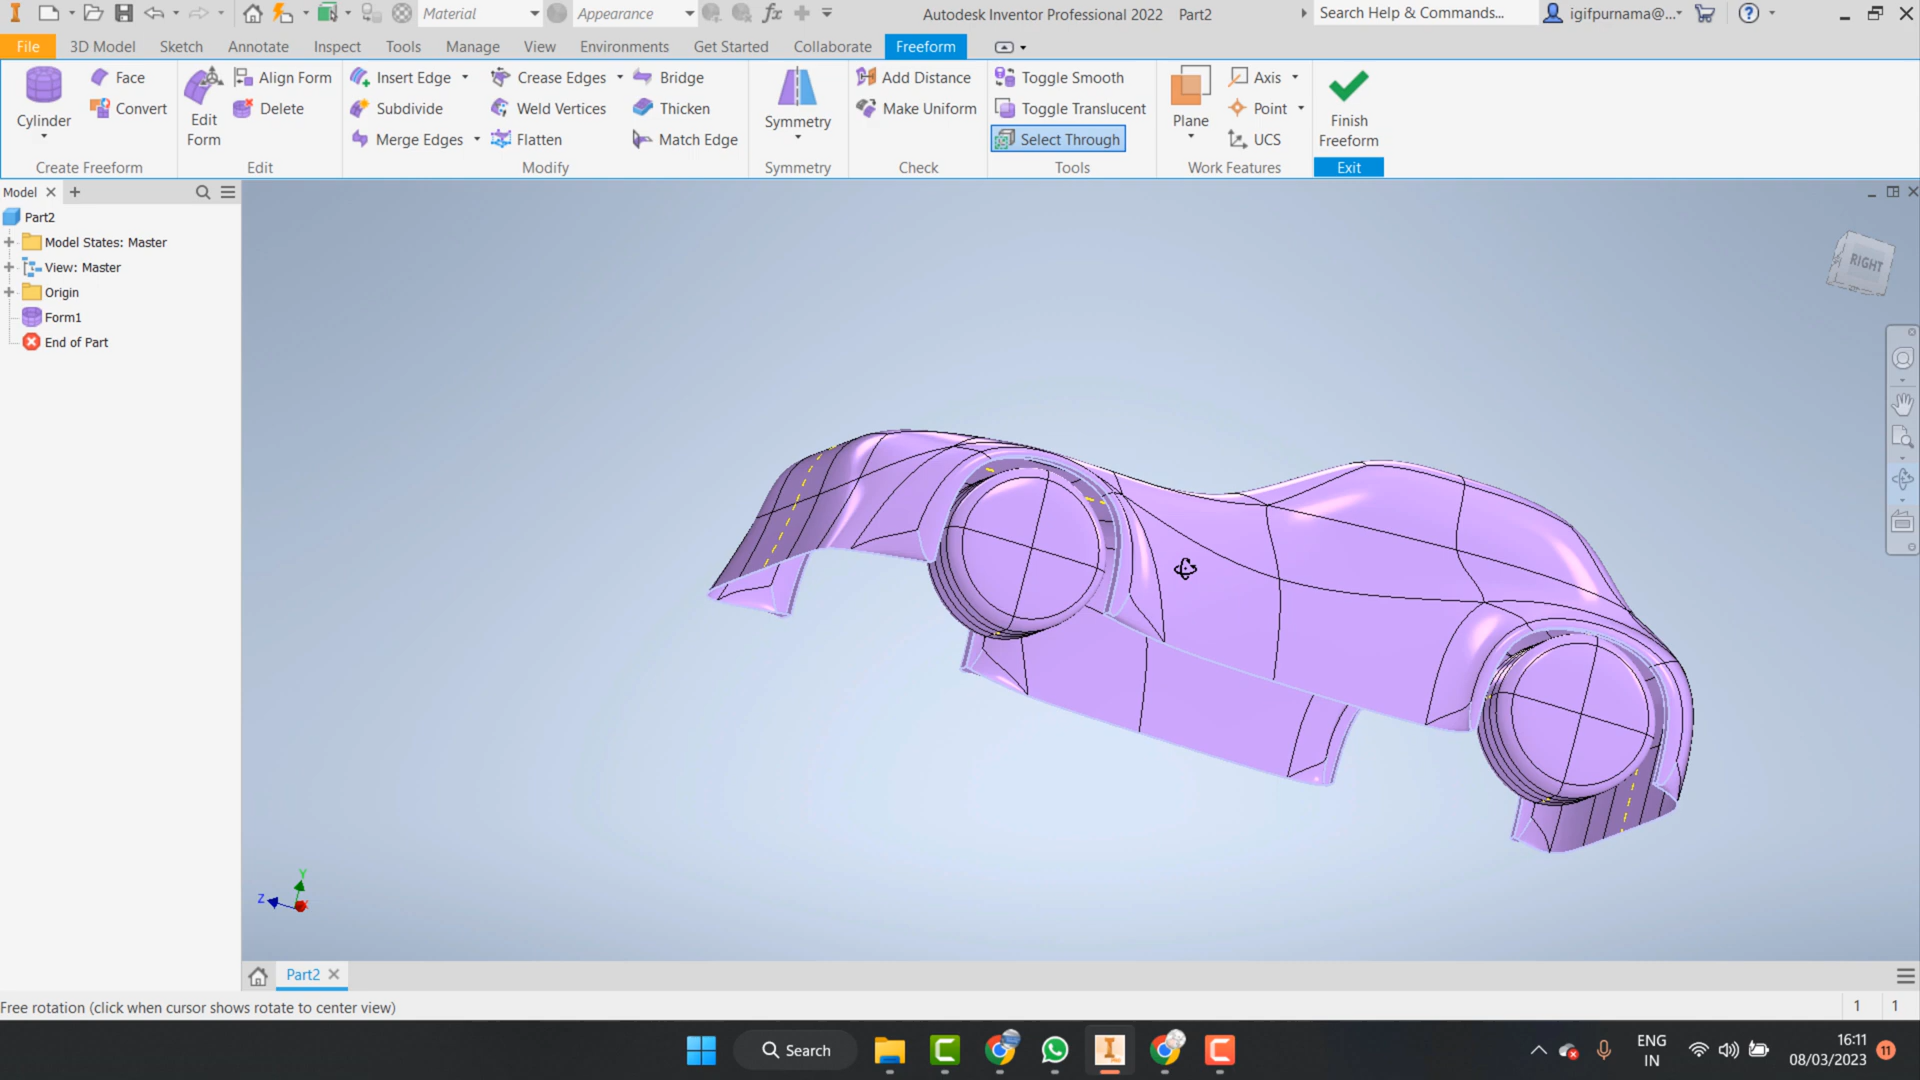 Material
Appearance
fx
Autodesk Inventor Professional 2022 Part2
Search Help & Commands...
igifpurnama@...
File 3D Model Sketch Annotate Inspect Tools Manage View Environments Get Started Collaborate Freeform
Cylinder
Face
Convert
Create Freeform
Edit
Form
Align Form
Delete
Edit
Insert Edge
Subdivide
Merge Edges
Crease Edges
Weld Vertices
Flatten
Bridge
Thicken
Match Edge
Modify
Symmetry
Symmetry
Add Distance
Make Uniform
Check
Toggle Smooth
Toggle Translucent
Select Through
Tools
Plane
Axis
Point
UCS
Work Features
Finish
Freeform
Exit
Model
Part2
Model States: Master
View: Master
Origin
Form1
End of Part
RIGHT
Y
Z
Part2
Free rotation (click when cursor shows rotate to center view)
1 1
Search
ENG
IN
16:11
08/03/2023
11